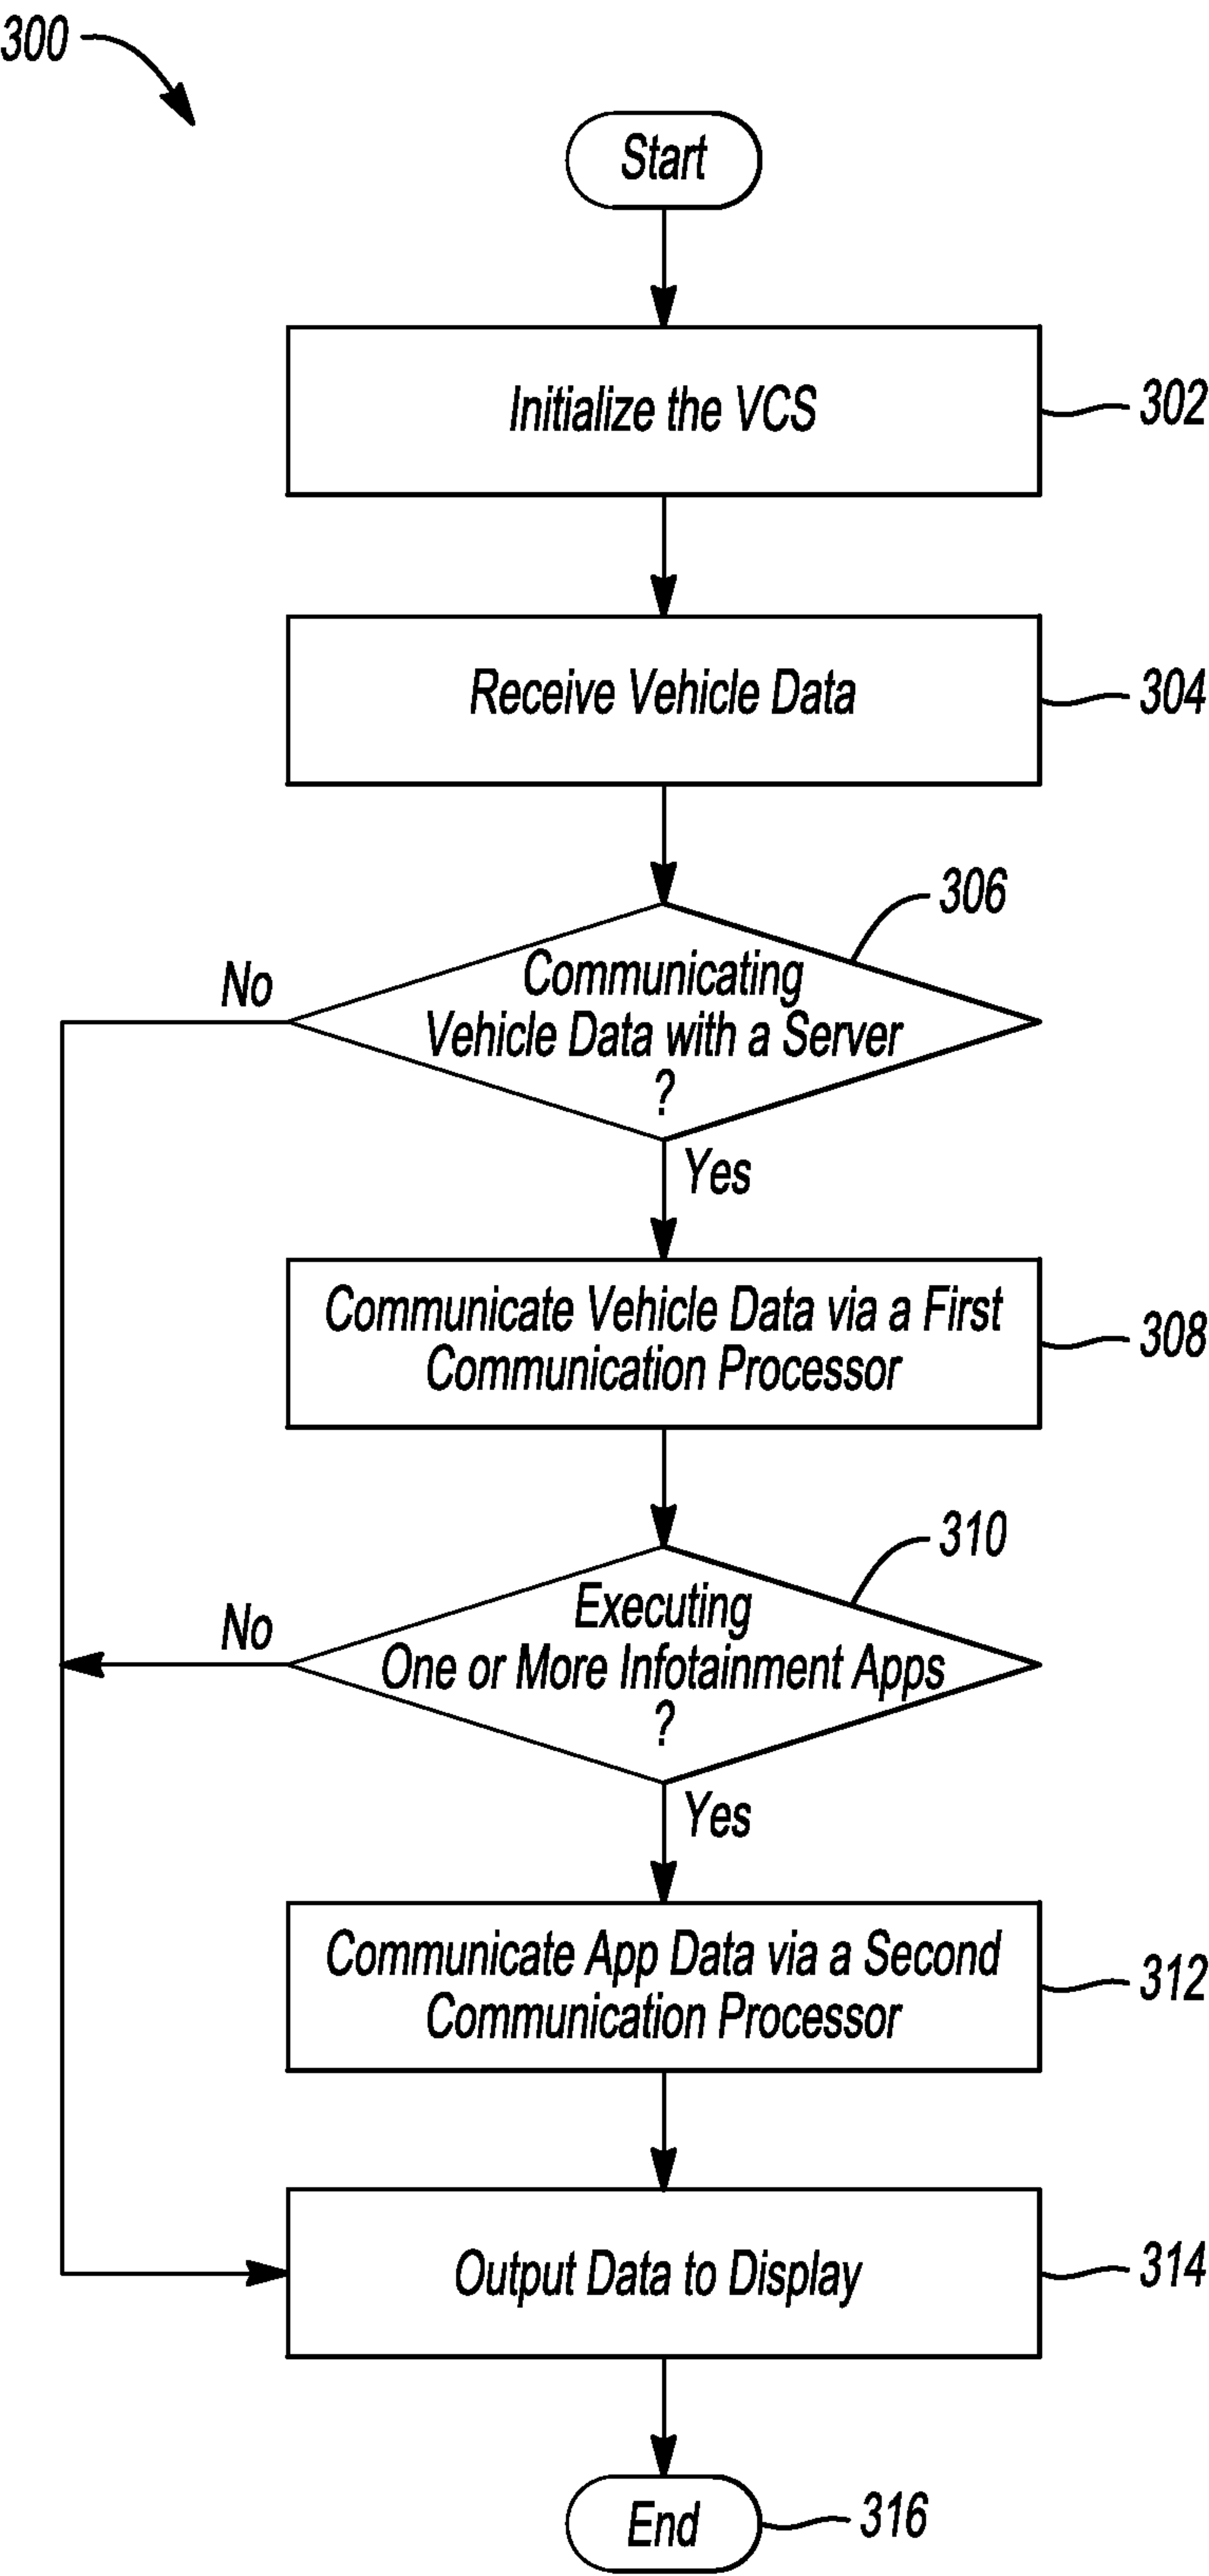 300
Start
Initialize the VCS
302
Receive Vehicle Data
304
306
Communicating
Vehicle Data with a Server
?
No
Yes
Communicate Vehicle Data via a First
Communication Processor
308
310
Executing
One or More Infotainment Apps
?
No
Yes
Communicate App Data via a Second
Communication Processor
312
Output Data to Display
314
End
316